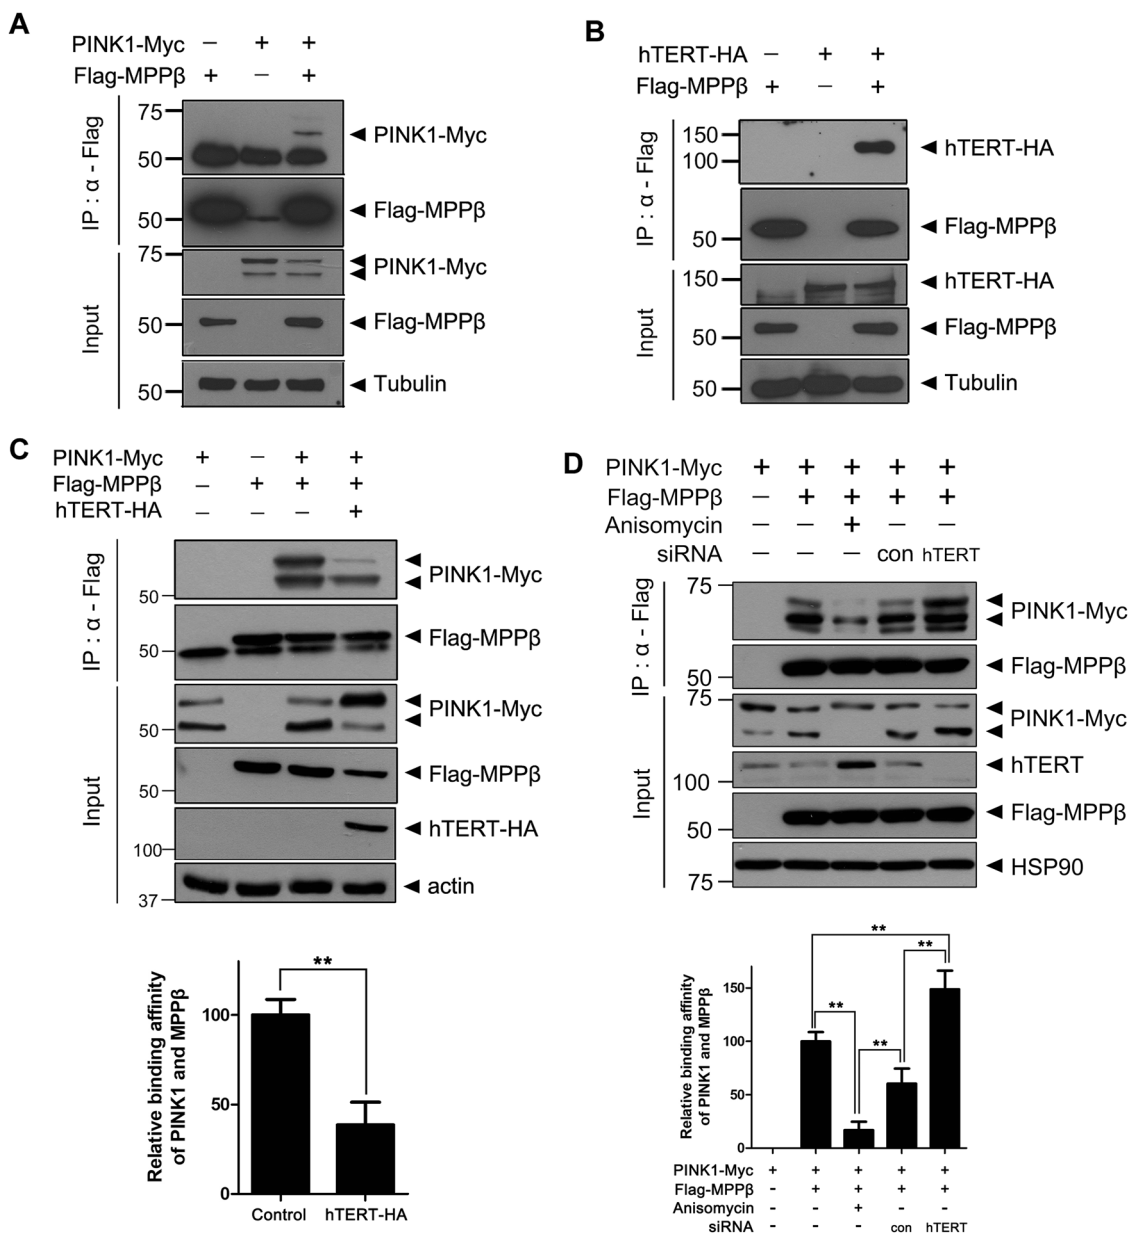 A
PINK1-Myc − + +
Flag-MPPβ + − +
IP : α - Flag
75
50
PINK1-Myc
50
Flag-MPPβ
Input
75
PINK1-Myc
50
Flag-MPPβ
50
Tubulin
B
hTERT-HA − + +
Flag-MPPβ + − +
IP : α - Flag
150
100
hTERT-HA
50
Flag-MPPβ
Input
150
hTERT-HA
50
Flag-MPPβ
50
Tubulin
C
PINK1-Myc + − + +
Flag-MPPβ − + + +
hTERT-HA − − − +
IP : α - Flag
50
PINK1-Myc
50
Flag-MPPβ
Input
50
PINK1-Myc
50
Flag-MPPβ
100
hTERT-HA
37
actin
Relative binding affinity
of PINK1 and MPPβ
**
100
50
0
Control hTERT-HA
D
PINK1-Myc + + + + +
Flag-MPPβ − + + + +
Anisomycin − − + − −
siRNA − − − con hTERT
IP : α - Flag
75
PINK1-Myc
50
Flag-MPPβ
Input
75
PINK1-Myc
100
hTERT
50
Flag-MPPβ
75
HSP90
Relative binding affinity
of PINK1 and MPPβ
**
**
**
**
150
100
50
0
PINK1-Myc + + + + +
Flag-MPPβ - + + + +
Anisomycin - - + - -
siRNA - - - con hTERT